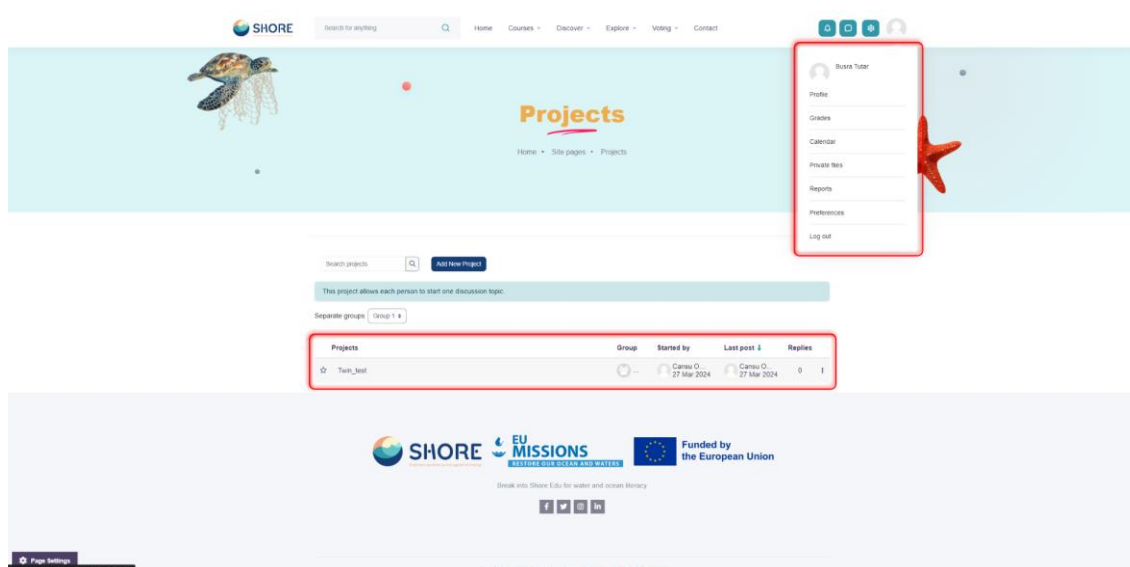 SHORE
Search for anything
Home Courses Discover Explore Voting Contact
Busra Tutar
Profile
Grades
Calendar
Private files
Reports
Preferences
Log out
Projects
Home • Site pages • Projects
Search projects
Add New Project
This project allows each person to start one discussion topic.
Separate groups Group 1
Projects Group Started by Last post Replies
Twin_test ... Cansu O... 27 Mar 2024 Cansu O... 27 Mar 2024 0
SHORE
EU MISSIONS
RESTORE OUR OCEAN AND WATERS
Funded by
the European Union
Break into Shore Edu for water and ocean literacy
Page Settings